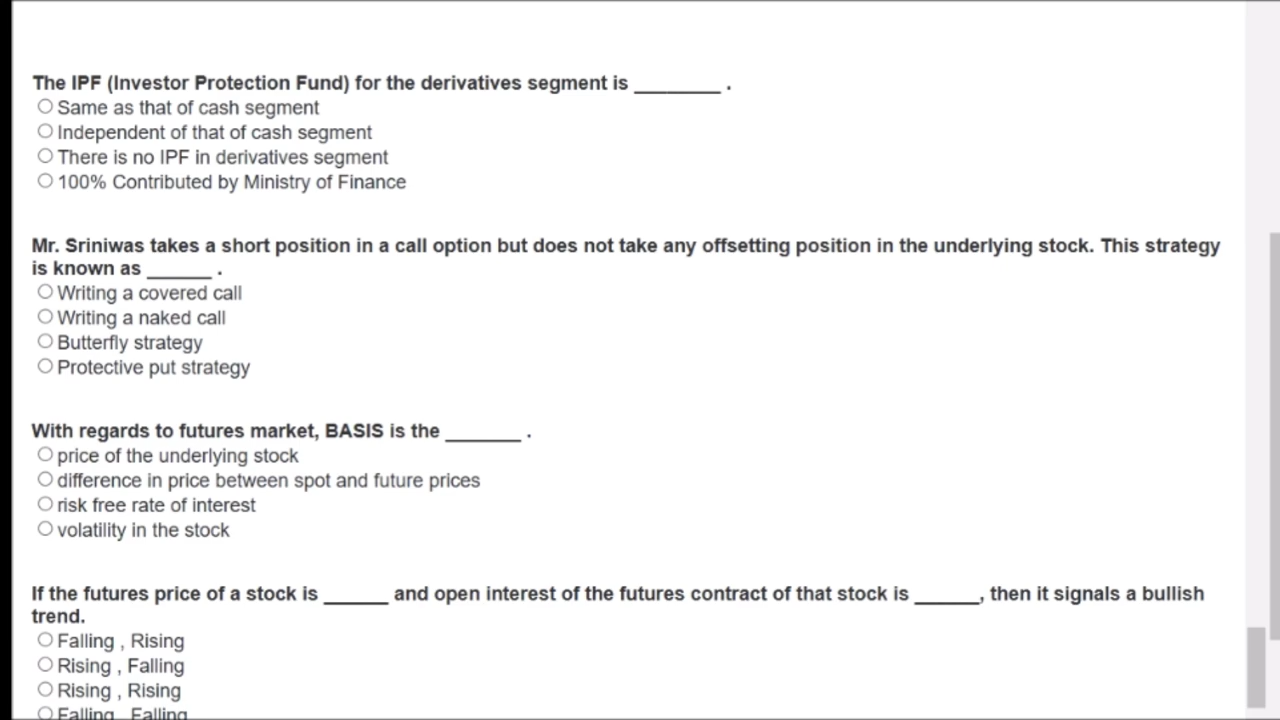 The IPF (Investor Protection Fund) for the derivatives segment is ________ .
Same as that of cash segment
Independent of that of cash segment
There is no IPF in derivatives segment
100% Contributed by Ministry of Finance
Mr. Sriniwas takes a short position in a call option but does not take any offsetting position in the underlying stock. This strategy
is known as ______ .
Writing a covered call
Writing a naked call
Butterfly strategy
Protective put strategy
With regards to futures market, BASIS is the _______ .
price of the underlying stock
difference in price between spot and future prices
risk free rate of interest
volatility in the stock
If the futures price of a stock is ______ and open interest of the futures contract of that stock is ______, then it signals a bullish
trend.
Falling , Rising
Rising , Falling
Rising , Rising
Falling , Falling